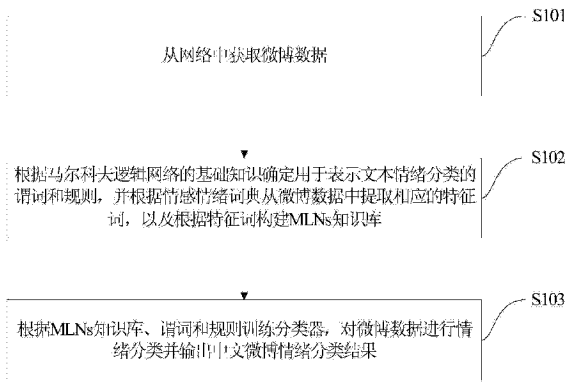 S101
从网络中获取微博数据
S102
根据马尔科夫逻辑网络的基础知识确定用于表示文本情绪分类的
谓词和规则，并根据情感情绪词典从微博数据中提取相应的特征
词，以及根据特征词构建MLNs知识库
S103
根据MLNs知识库、谓词和规则训练分类器，对微博数据进行情
绪分类并输出中文微博情绪分类结果